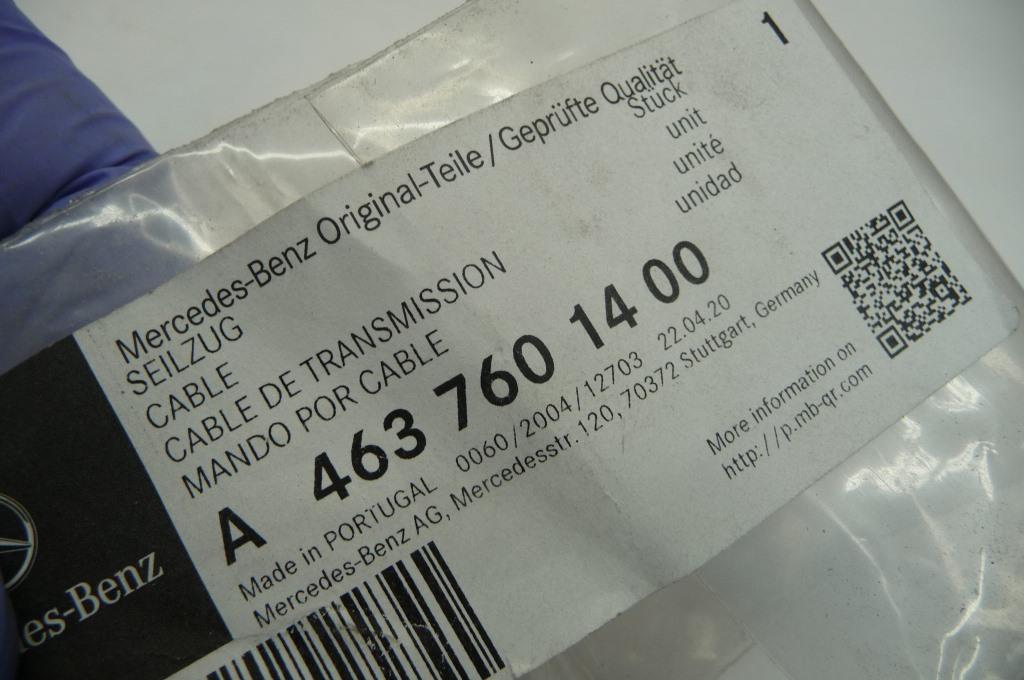 Mercedes-Benz Original-Teile / Geprüfte Qualität
1
Stück
unit
unité
unidad
SEILZUG
CABLE
CABLE DE TRANSMISSION
MANDO POR CABLE
A 463 760 14 00
Made in PORTUGAL 0060/2004/12703 22.04.20
Mercedes-Benz AG, Mercedesstr. 120, 70372 Stuttgart, Germany
More information on
http://p.mb-qr.com
es-Benz